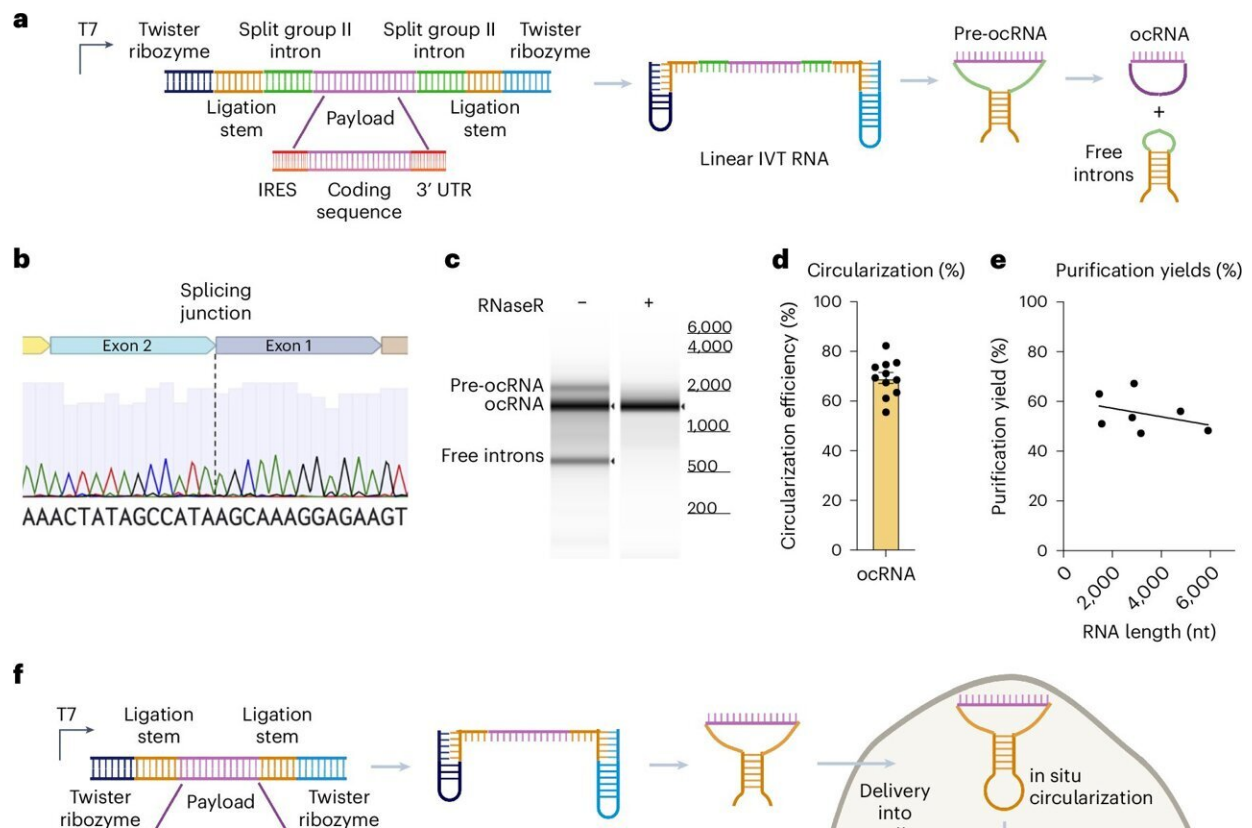 a
T7
Twister
ribozyme
Split group II
intron
Split group II
intron
Twister
ribozyme
Ligation
stem
Payload
Ligation
stem
IRES
Coding
sequence
3′ UTR
Linear IVT RNA
Pre-ocRNA
ocRNA
+
Free
introns
b
Splicing
junction
Exon 2
Exon 1
AAACTATAGCCATAAGCAAAGGAGAAGT
c
RNaseR
–
+
Pre-ocRNA
ocRNA
Free introns
6,000
4,000
2,000
1,000
500
200
d
Circularization (%)
Circularization efficiency (%)
100
80
60
40
20
0
ocRNA
e
Purification yields (%)
Purification yield (%)
100
80
60
40
20
0
0
2,000
4,000
6,000
RNA length (nt)
f
T7
Ligation
stem
Ligation
stem
Twister
ribozyme
Payload
Twister
ribozyme
Delivery
into
in situ
circularization